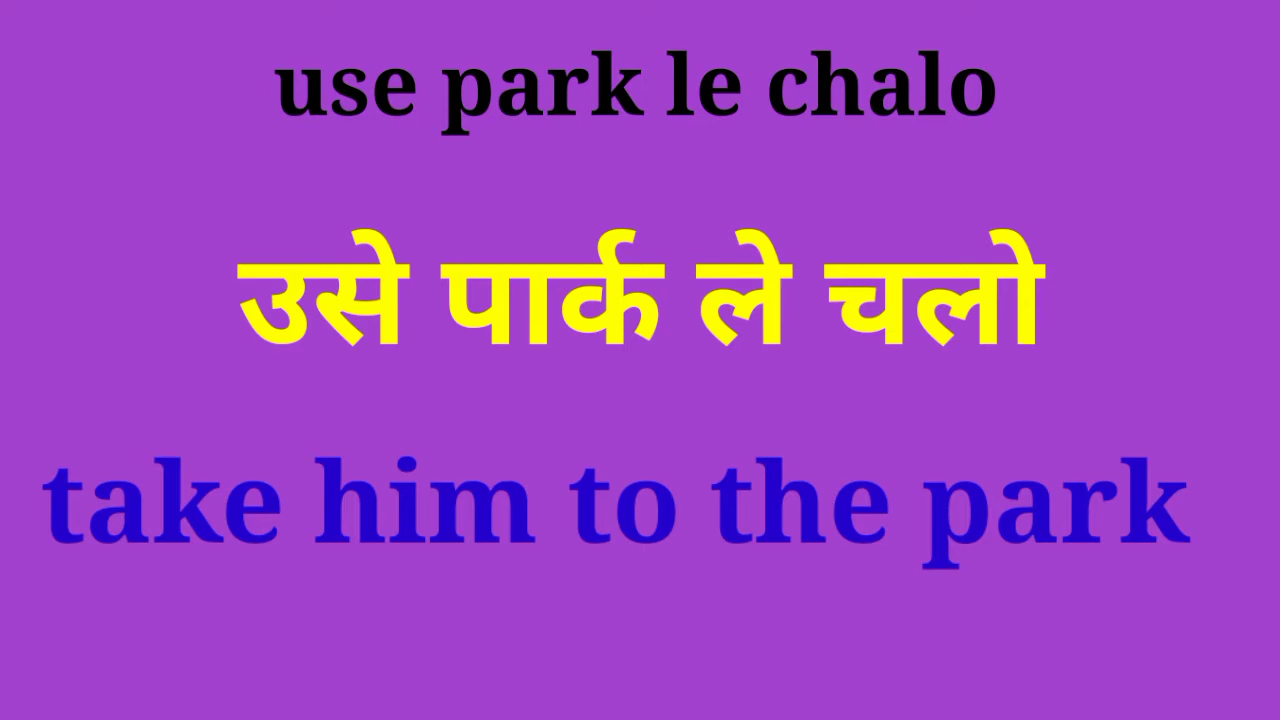 use park le chalo
उसे पार्क ले चलो
take him to the park